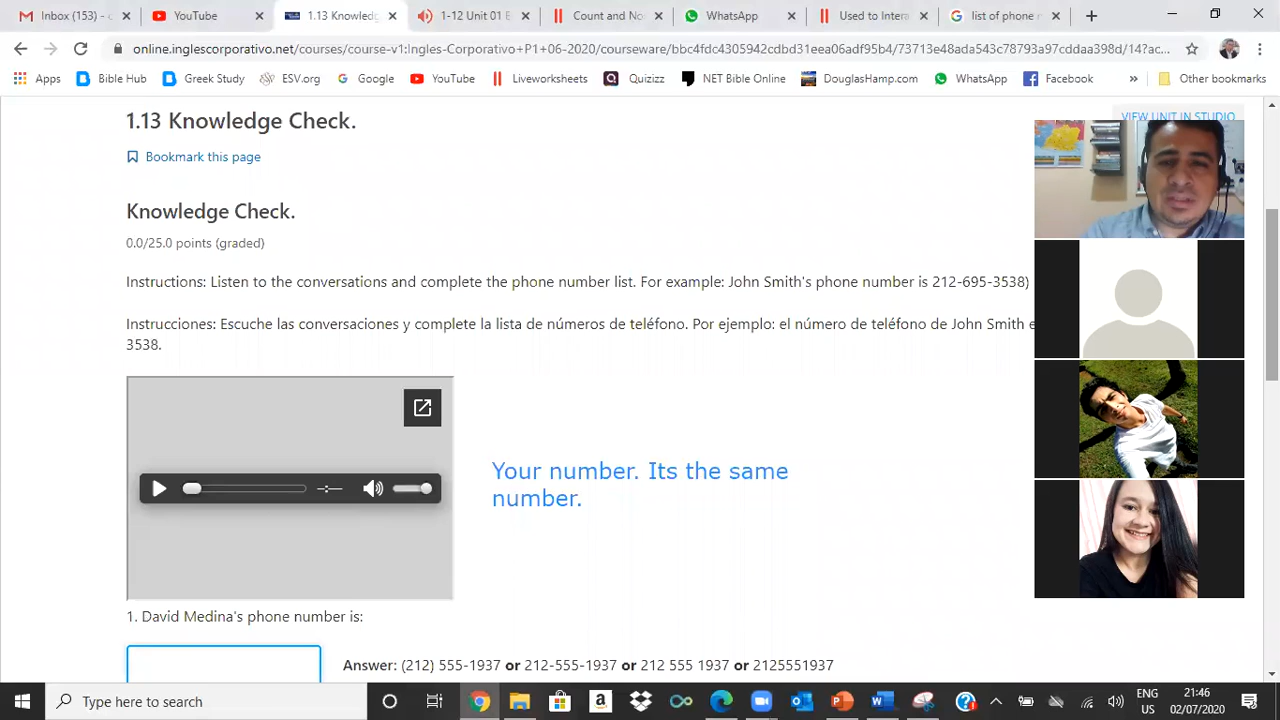 Inbox (153) - c
YouTube
1.13 Knowledg
1-12 Unit 01 E
Count and No
WhatsApp
Used to Intera
list of phone n
online.inglescorporativo.net/courses/course-v1:Ingles-Corporativo+P1+06-2020/courseware/bbc4fdc4305942cdbd31eea06adf95b4/73713e48ada543c78793a97cddaa398d/14?ac...
Apps
Bible Hub
Greek Study
ESV.org
Google
YouTube
Liveworksheets
Quizizz
NET Bible Online
DouglasHamp.com
WhatsApp
Facebook
»
Other bookmarks
VIEW UNIT IN STUDIO
1.13 Knowledge Check.
Bookmark this page
Knowledge Check.
0.0/25.0 points (graded)
Instructions: Listen to the conversations and complete the phone number list. For example: John Smith's phone number is 212-695-3538)
Instrucciones: Escuche las conversaciones y complete la lista de números de teléfono. Por ejemplo: el número de teléfono de John Smith e
3538.
Your number. Its the same
number.
1. David Medina's phone number is:
Answer: (212) 555-1937 or 212-555-1937 or 212 555 1937 or 2125551937
Type here to search
ENG
US
21:46
02/07/2020